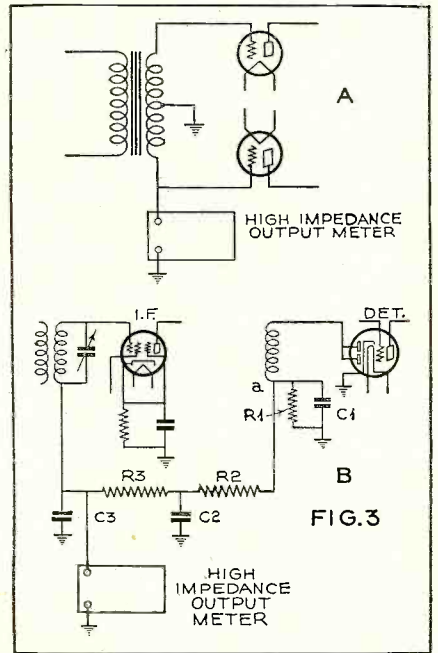 A
HIGH IMPEDANCE
OUTPUT METER
I.F.
DET.
a
R1
C1
B
R3
R2
C3
C2
FIG.3
HIGH
IMPEDANCE
OUTPUT
METER